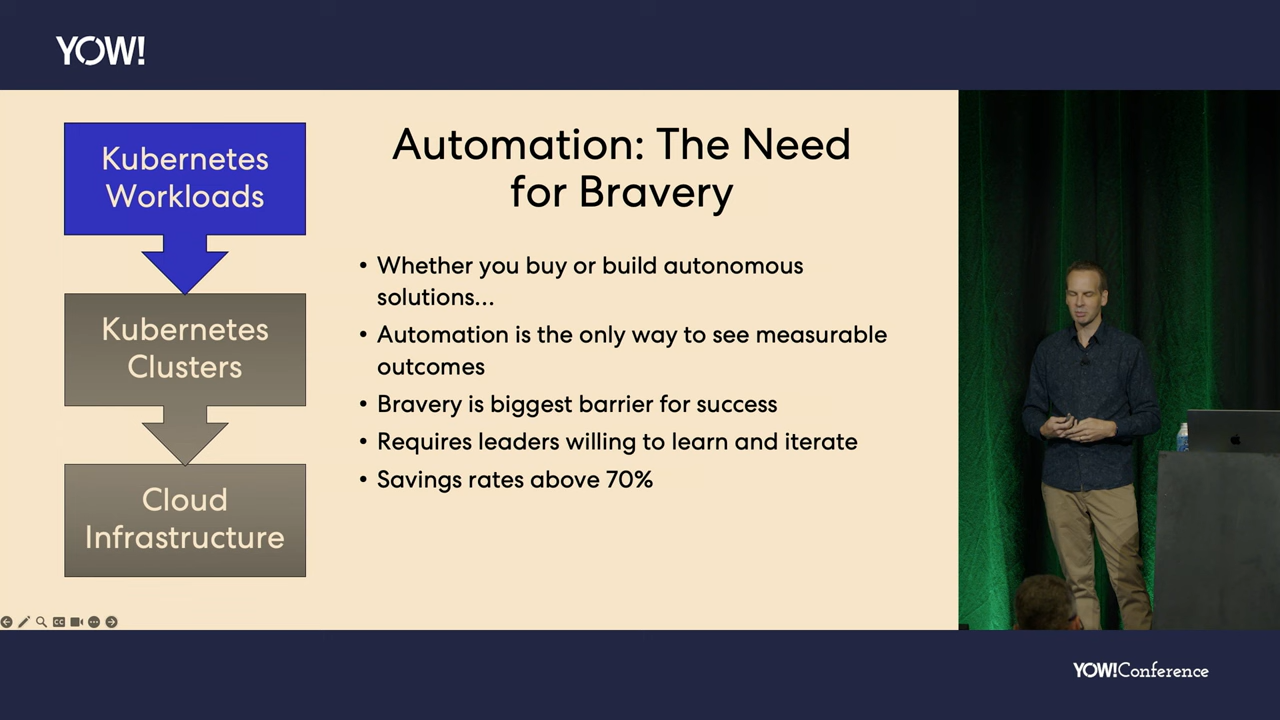 YOW!
Kubernetes
Workloads
Kubernetes
Clusters
Cloud
Infrastructure
Automation: The Need
for Bravery
• Whether you buy or build autonomous
solutions...
• Automation is the only way to see measurable
outcomes
• Bravery is biggest barrier for success
• Requires leaders willing to learn and iterate
• Savings rates above 70%
CC
YOW!Conference